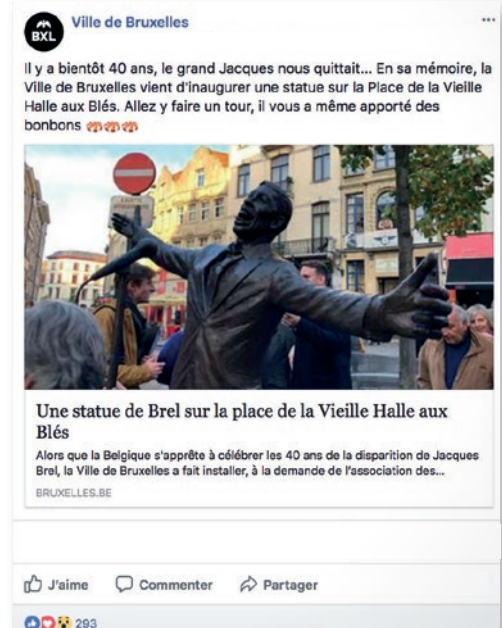 BXL
Ville de Bruxelles
Il y a bientôt 40 ans, le grand Jacques nous quittait... En sa mémoire, la
Ville de Bruxelles vient d'inaugurer une statue sur la Place de la Vieille
Halle aux Blés. Allez y faire un tour, il vous a même apporté des
bonbons
Une statue de Brel sur la place de la Vieille Halle aux
Blés
Alors que la Belgique s'apprête à célébrer les 40 ans de la disparition de Jacques
Brel, la Ville de Bruxelles a fait installer, à la demande de l'association des...
BRUXELLES.BE
J'aime Commenter Partager
293